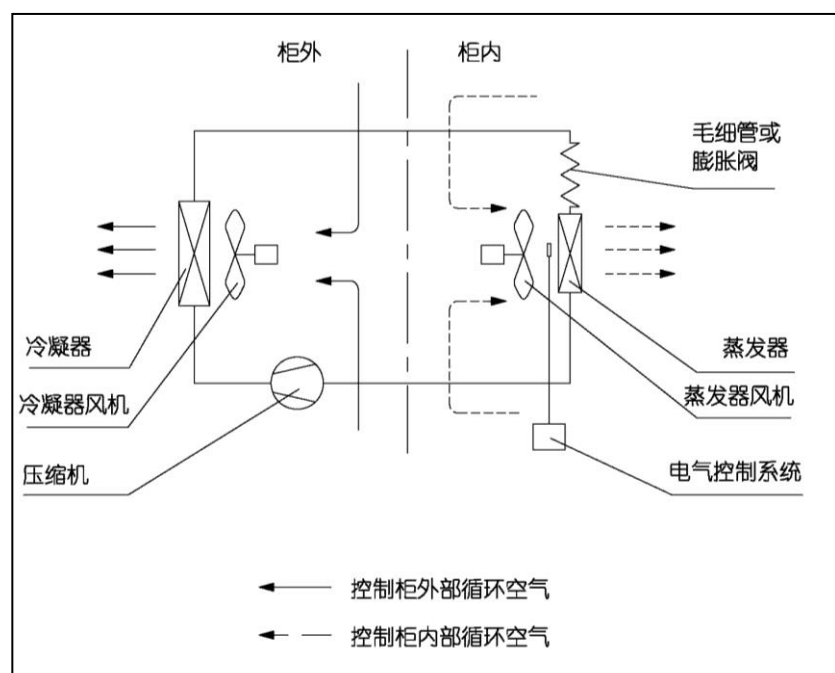 柜外
柜内
毛细管或
膨胀阀
冷凝器
蒸发器
冷凝器风机
蒸发器风机
压缩机
电气控制系统
控制柜外部循环空气
控制柜内部循环空气